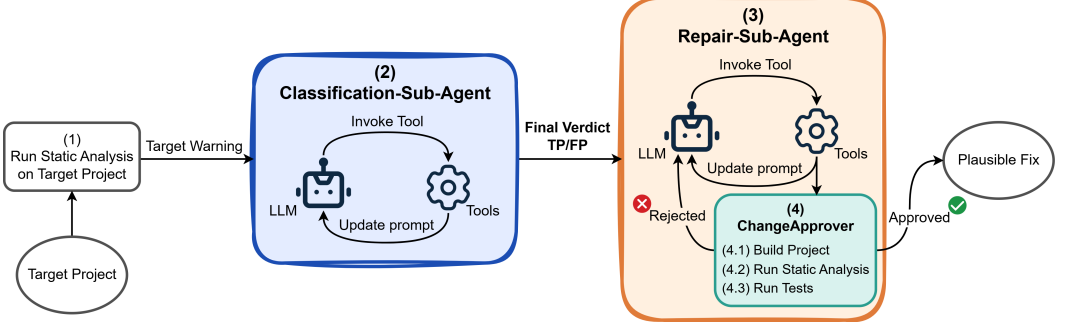 (1)
Run Static Analysis
on Target Project
Target Project
Target Warning
(2)
Classification-Sub-Agent
Invoke Tool
LLM
Tools
Update prompt
Final Verdict
TP/FP
(3)
Repair-Sub-Agent
Invoke Tool
LLM
Tools
Update prompt
Rejected
(4)
ChangeApprover
(4.1) Build Project
(4.2) Run Static Analysis
(4.3) Run Tests
Approved
Plausible Fix